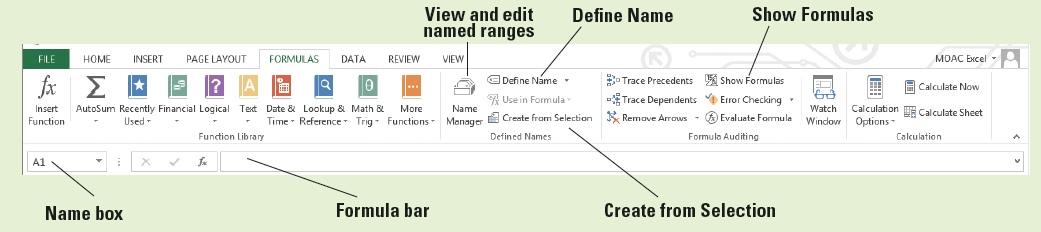 View and edit
named ranges
Define Name
Show Formulas
FILE HOME INSERT PAGE LAYOUT FORMULAS DATA REVIEW VIEW MOAC Excel
fx Insert Function
Σ AutoSum
Recently Used
Financial
Logical
Text
Date & Time
Lookup & Reference
Math & Trig
More Functions
Function Library
Name Manager
Define Name
Use in Formula
Create from Selection
Defined Names
Trace Precedents
Trace Dependents
Remove Arrows
Show Formulas
Error Checking
Evaluate Formula
Formula Auditing
Watch Window
Calculation Options
Calculate Now
Calculate Sheet
Calculation
A1 fx
Name box
Formula bar
Create from Selection